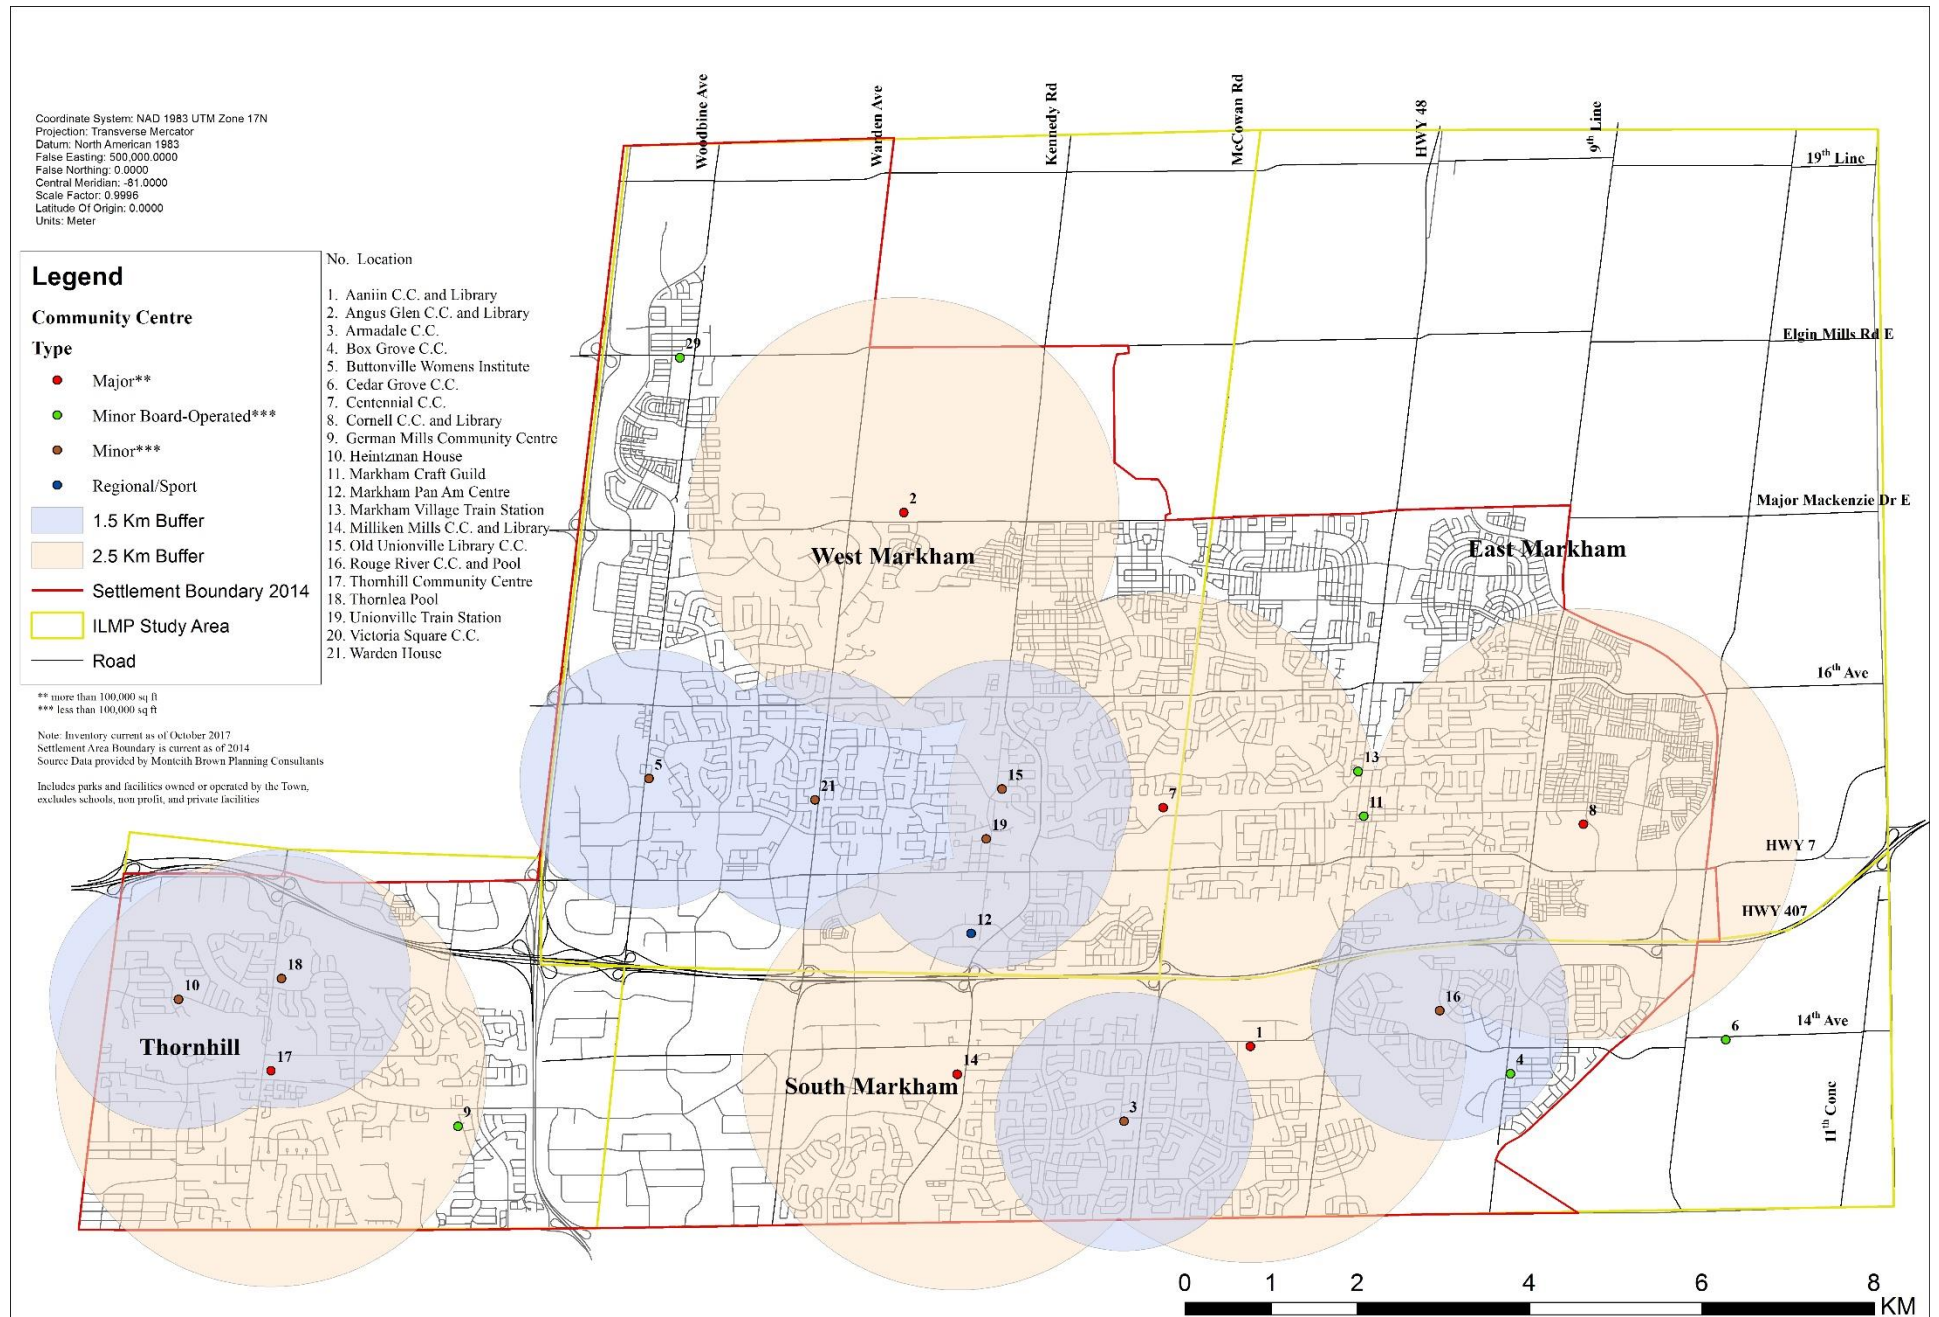 Coordinate System: NAD 1983 UTM Zone 17N
Projection: Transverse Mercator
Datum: North American 1983
False Easting: 500,000.0000
False Northing: 0.0000
Central Meridian: -81.0000
Scale Factor: 0.9996
Latitude Of Origin: 0.0000
Units: Meter
Legend
Community Centre
Type
Major**
Minor Board-Operated***
Minor***
Regional/Sport
1.5 Km Buffer
2.5 Km Buffer
Settlement Boundary 2014
ILMP Study Area
Road
** more than 100,000 sq ft
*** less than 100,000 sq ft
Note: Inventory current as of October 2017
Settlement Area Boundary is current as of 2014
Source Data provided by Monteith Brown Planning Consultants
Includes parks and facilities owned or operated by the Town,
excludes schools, non profit, and private facilities
No. Location
1. Aaniin C.C. and Library
2. Angus Glen C.C. and Library
3. Armadale C.C.
4. Box Grove C.C.
5. Buttonville Womens Institute
6. Cedar Grove C.C.
7. Centennial C.C.
8. Cornell C.C. and Library
9. German Mills Community Centre
10. Heintzman House
11. Markham Craft Guild
12. Markham Pan Am Centre
13. Markham Village Train Station
14. Milliken Mills C.C. and Library
15. Old Unionville Library C.C.
16. Rouge River C.C. and Pool
17. Thornhill Community Centre
18. Thornlea Pool
19. Unionville Train Station
20. Victoria Square C.C.
21. Warden House
Woodbine Ave
Warden Ave
Kennedy Rd
McCowan Rd
HWY 48
9th Line
19th Line
Elgin Mills Rd E
Major Mackenzie Dr E
16th Ave
HWY 7
HWY 407
14th Ave
11th Conc
29
2
West Markham
East Markham
5
21
15
19
7
13
11
8
12
18
10
Thornhill
17
9
14
South Markham
3
1
16
4
6
0 1 2 4 6 8
KM